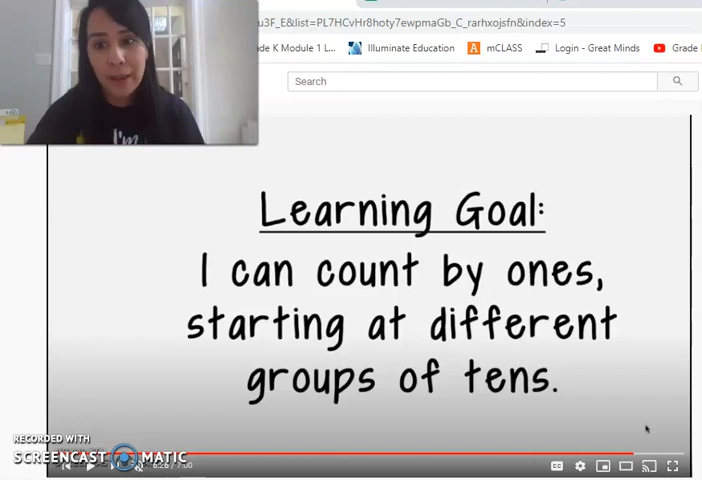 u3F_E&list=PL7HCvHr8hoty7ewpmaGb_C_rarhxojsfn&index=5
ade K Module 1 L... Illuminate Education mCLASS Login - Great Minds Grade
Search
I'm
Learning Goal:
I can count by ones,
starting at different
groups of tens.
RECORDED WITH
SCREENCAST MATIC
6:26 / 7:00